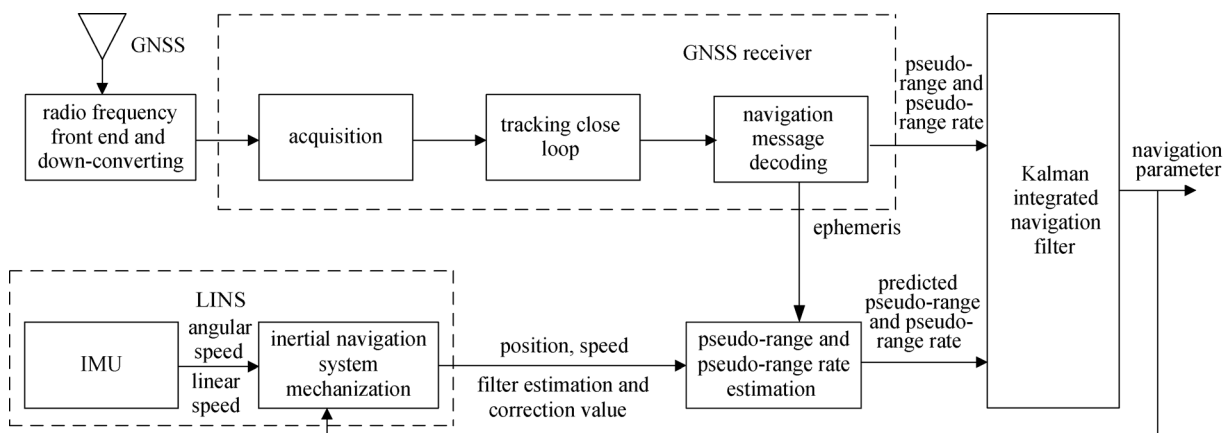 GNSS
GNSS receiver
radio frequency
front end and
down-converting
acquisition
tracking close
loop
navigation
message
decoding
pseudo-
range and
pseudo-
range rate
Kalman
integrated
navigation
filter
navigation
parameter
ephemeris
LINS
IMU
angular
speed
linear
speed
inertial navigation
system
mechanization
position, speed
filter estimation and
correction value
pseudo-range and
pseudo-range rate
estimation
predicted
pseudo-range
and pseudo-
range rate